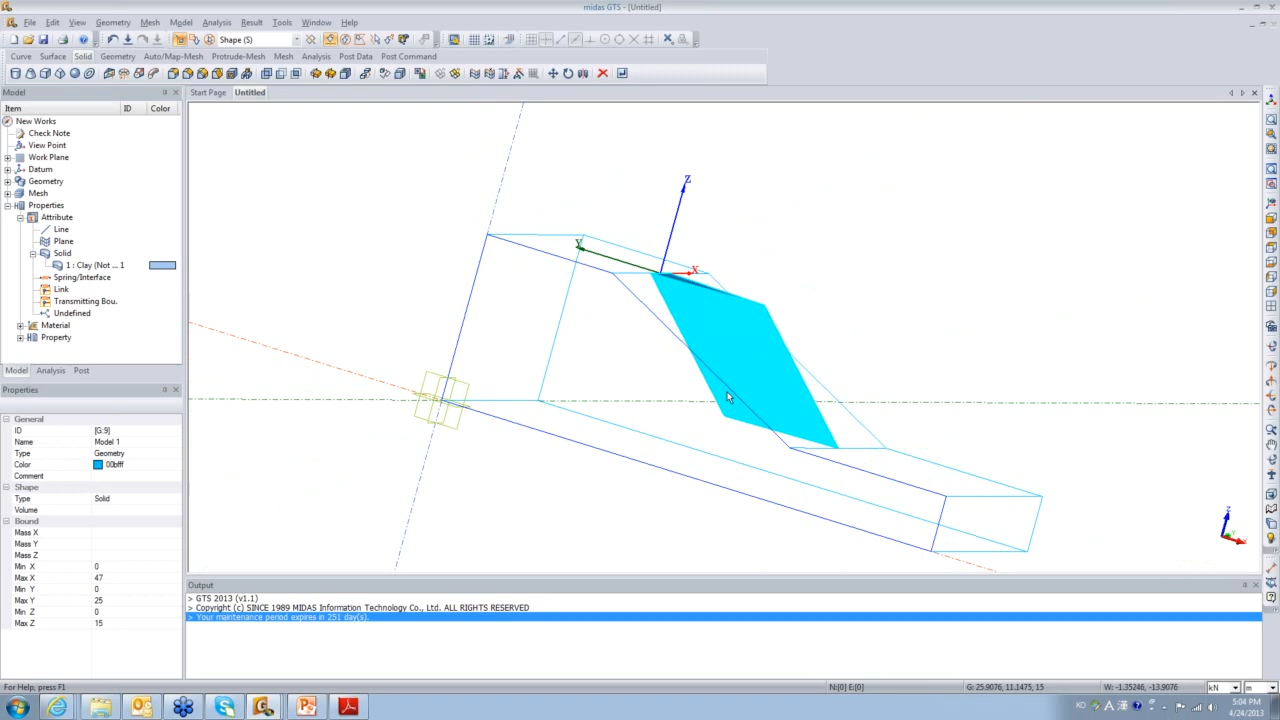 midas GTS - [Untitled]
File Edit View Geometry Mesh Model Analysis Result Tools Window Help
Shape (S)
Curve Surface Solid Geometry Auto/Map-Mesh Protrude-Mesh Mesh Analysis Post Data Post Command
Model
Start Page Untitled
Item ID Color
New Works
Check Note
View Point
Work Plane
Datum
Geometry
Mesh
Properties
Attribute
Line
Plane
Solid
1 : Clay (Not ... 1
Spring/Interface
Link
Transmitting Bou.
Undefined
Material
Property
Model Analysis Post
Z
Y
X
Properties
General
ID [G:9]
Name Model 1
Type Geometry
Color 00bfff
Comment
Shape
Type Solid
Volume
Bound
Mass X
Mass Y
Mass Z
Min X 0
Max X 47
Min Y 0
Max Y 25
Min Z 0
Max Z 15
Z
Y
X
Output
> GTS 2013 (v1.1)
> Copyright (c) SINCE 1989 MIDAS Information Technology Co., Ltd. ALL RIGHTS RESERVED
> Your maintenance period expires in 251 day(s).
For Help, press F1
N:[0] E:[0]
G: 25.9076, 11.1475, 15
W: -1.35246, -13.9076
kN
m
KO A 漢
5:04 PM
4/24/2013